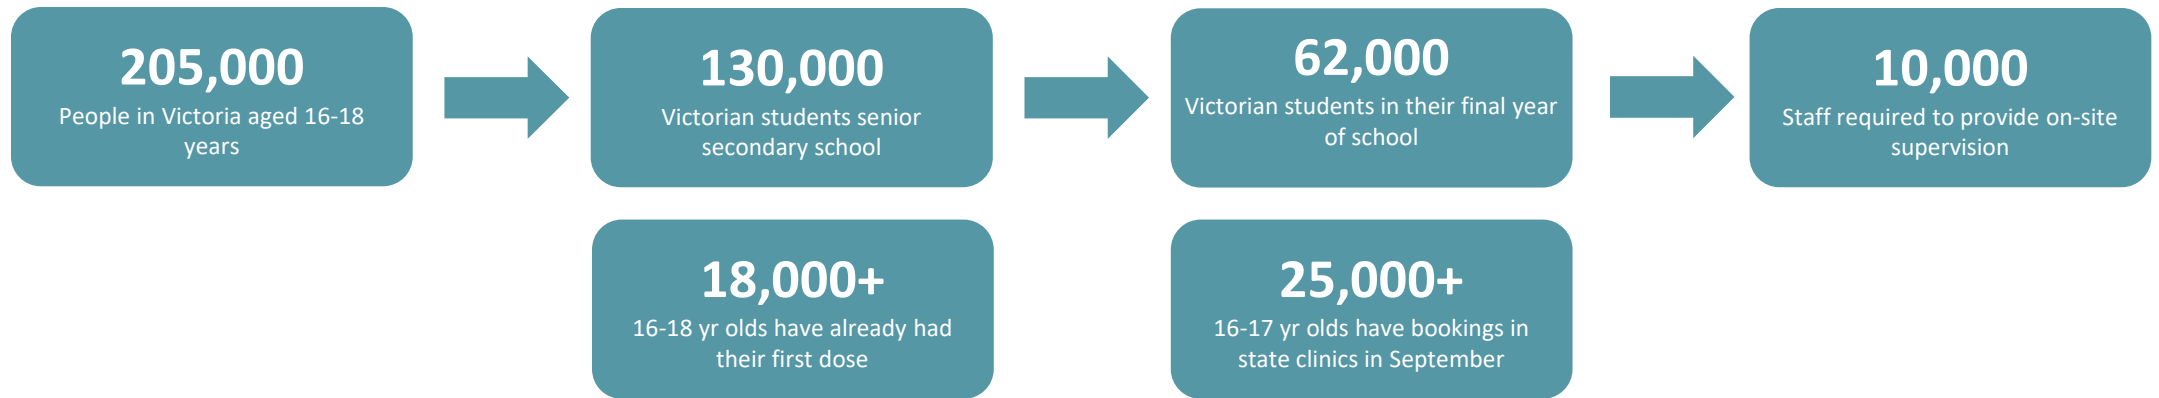 205,000
People in Victoria aged 16-18
years
130,000
Victorian students senior
secondary school
62,000
Victorian students in their final year
of school
10,000
Staff required to provide on-site
supervision
18,000+
16-18 yr olds have already had
their first dose
25,000+
16-17 yr olds have bookings in
state clinics in September